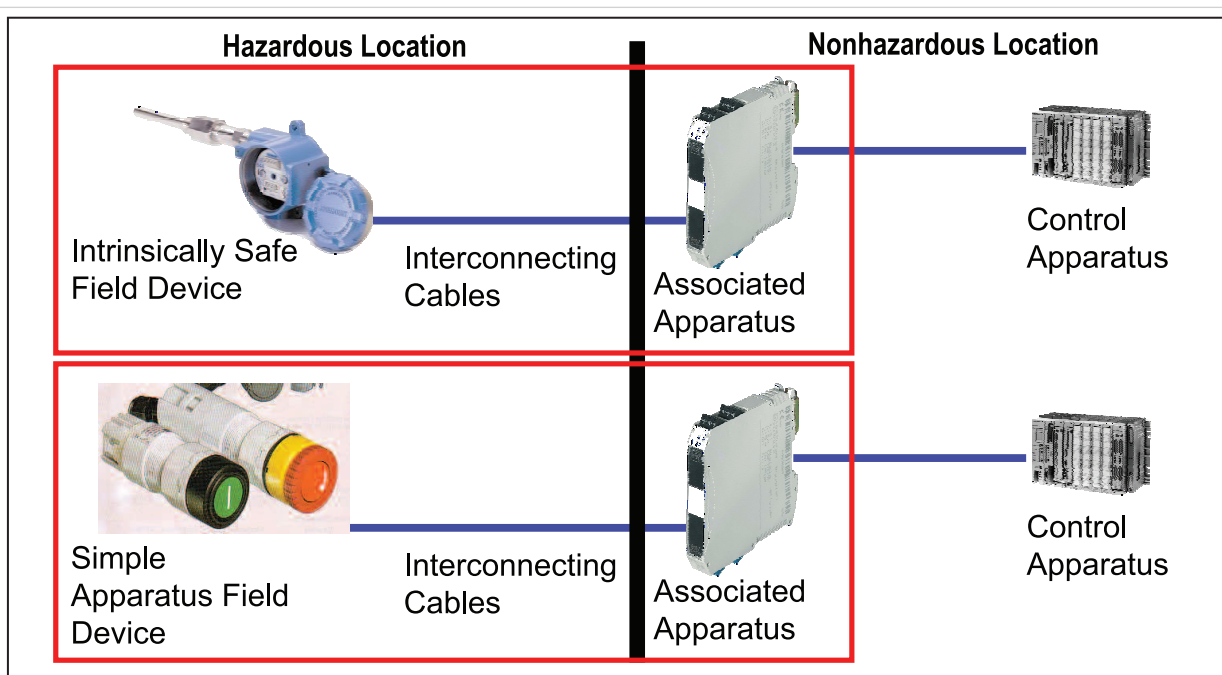 Hazardous Location
Nonhazardous Location
Intrinsically Safe
Field Device
Interconnecting
Cables
Associated
Apparatus
Control
Apparatus
Simple
Apparatus Field
Device
Interconnecting
Cables
Associated
Apparatus
Control
Apparatus